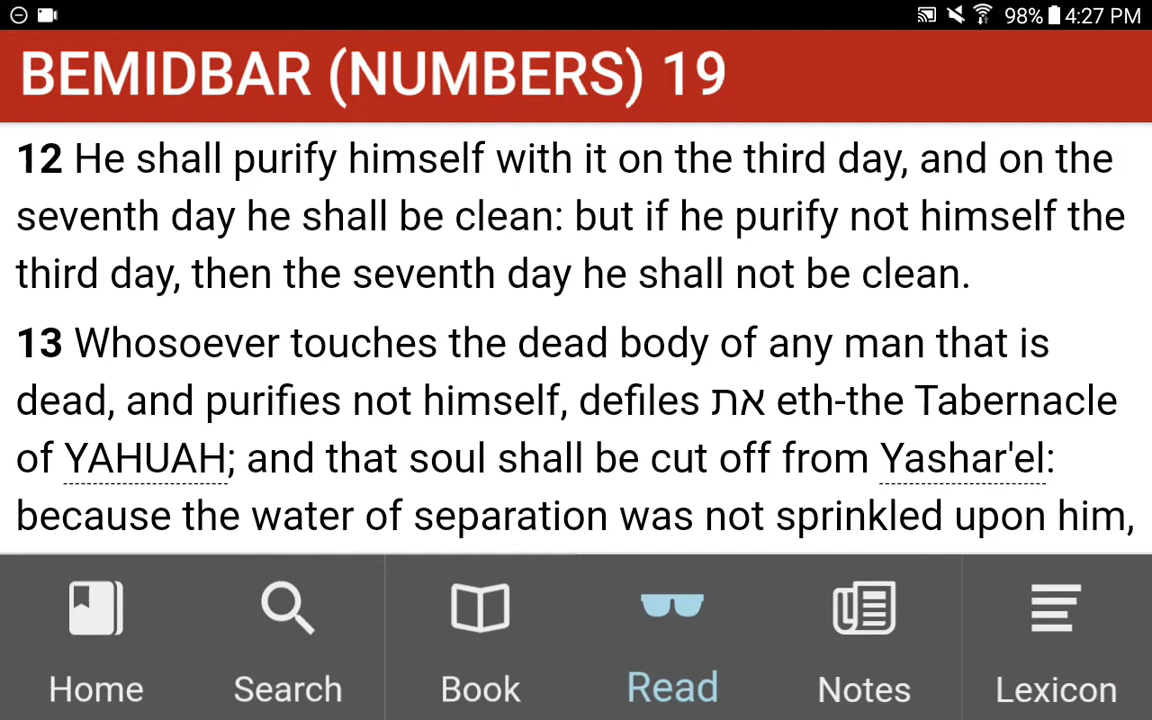 98% 4:27 PM
BEMIDBAR (NUMBERS) 19
12 He shall purify himself with it on the third day, and on the
seventh day he shall be clean: but if he purify not himself the
third day, then the seventh day he shall not be clean.
13 Whosoever touches the dead body of any man that is
dead, and purifies not himself, defiles את eth-the Tabernacle
of YAHUAH; and that soul shall be cut off from Yashar'el:
because the water of separation was not sprinkled upon him,
Home Search Book Read Notes Lexicon